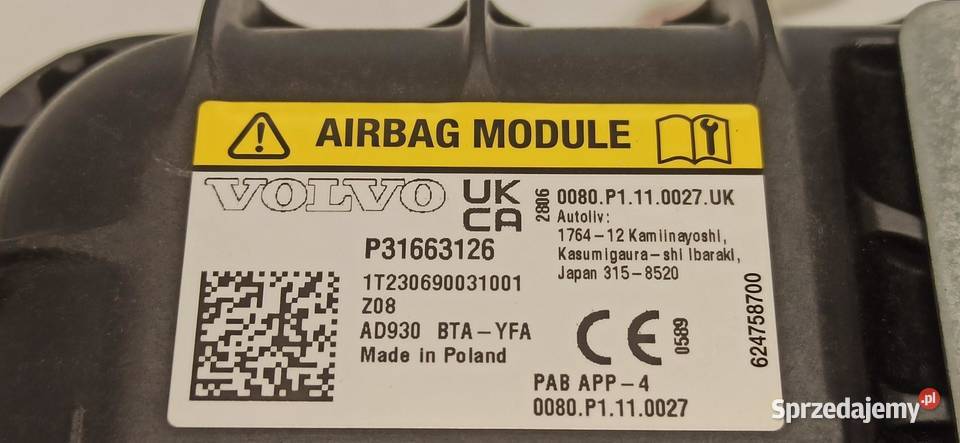 AIRBAG MODULE
VOLVO
UK
CA
2806
0080.P1.11.0027.UK
Autoliv:
1764-12 Kamiinayoshi,
Kasumigaura-shi Ibaraki,
Japan 315-8520
P31663126
1T230690031001
Z08
AD930 BTA-YFA
Made in Poland
CE
0589
624758700
PAB APP-4
0080.P1.11.0027
Sprzedajemy.pl